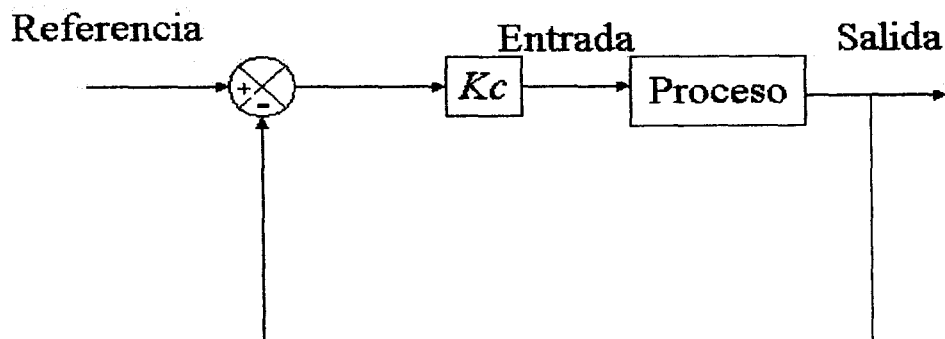 Referencia
Entrada
Salida
+
-
Kc
Proceso